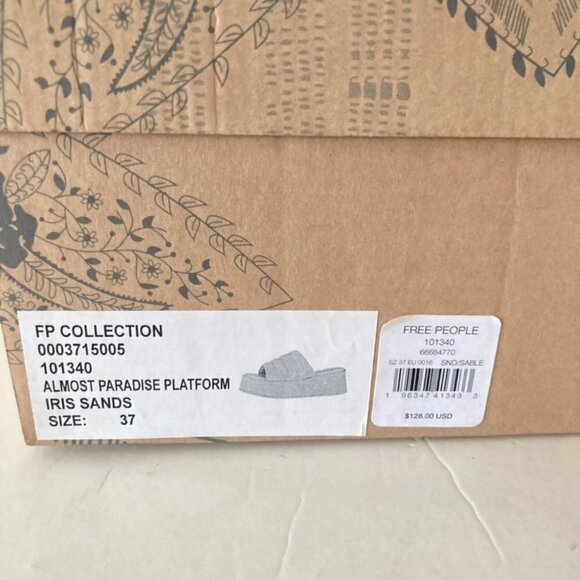 FP COLLECTION
0003715005
101340
ALMOST PARADISE PLATFORM
IRIS SANDS
SIZE: 37
FREE PEOPLE
101340
66684770
SZ 37 EU 0016 SND/SABLE
1 96347 41343 3
$128.00 USD